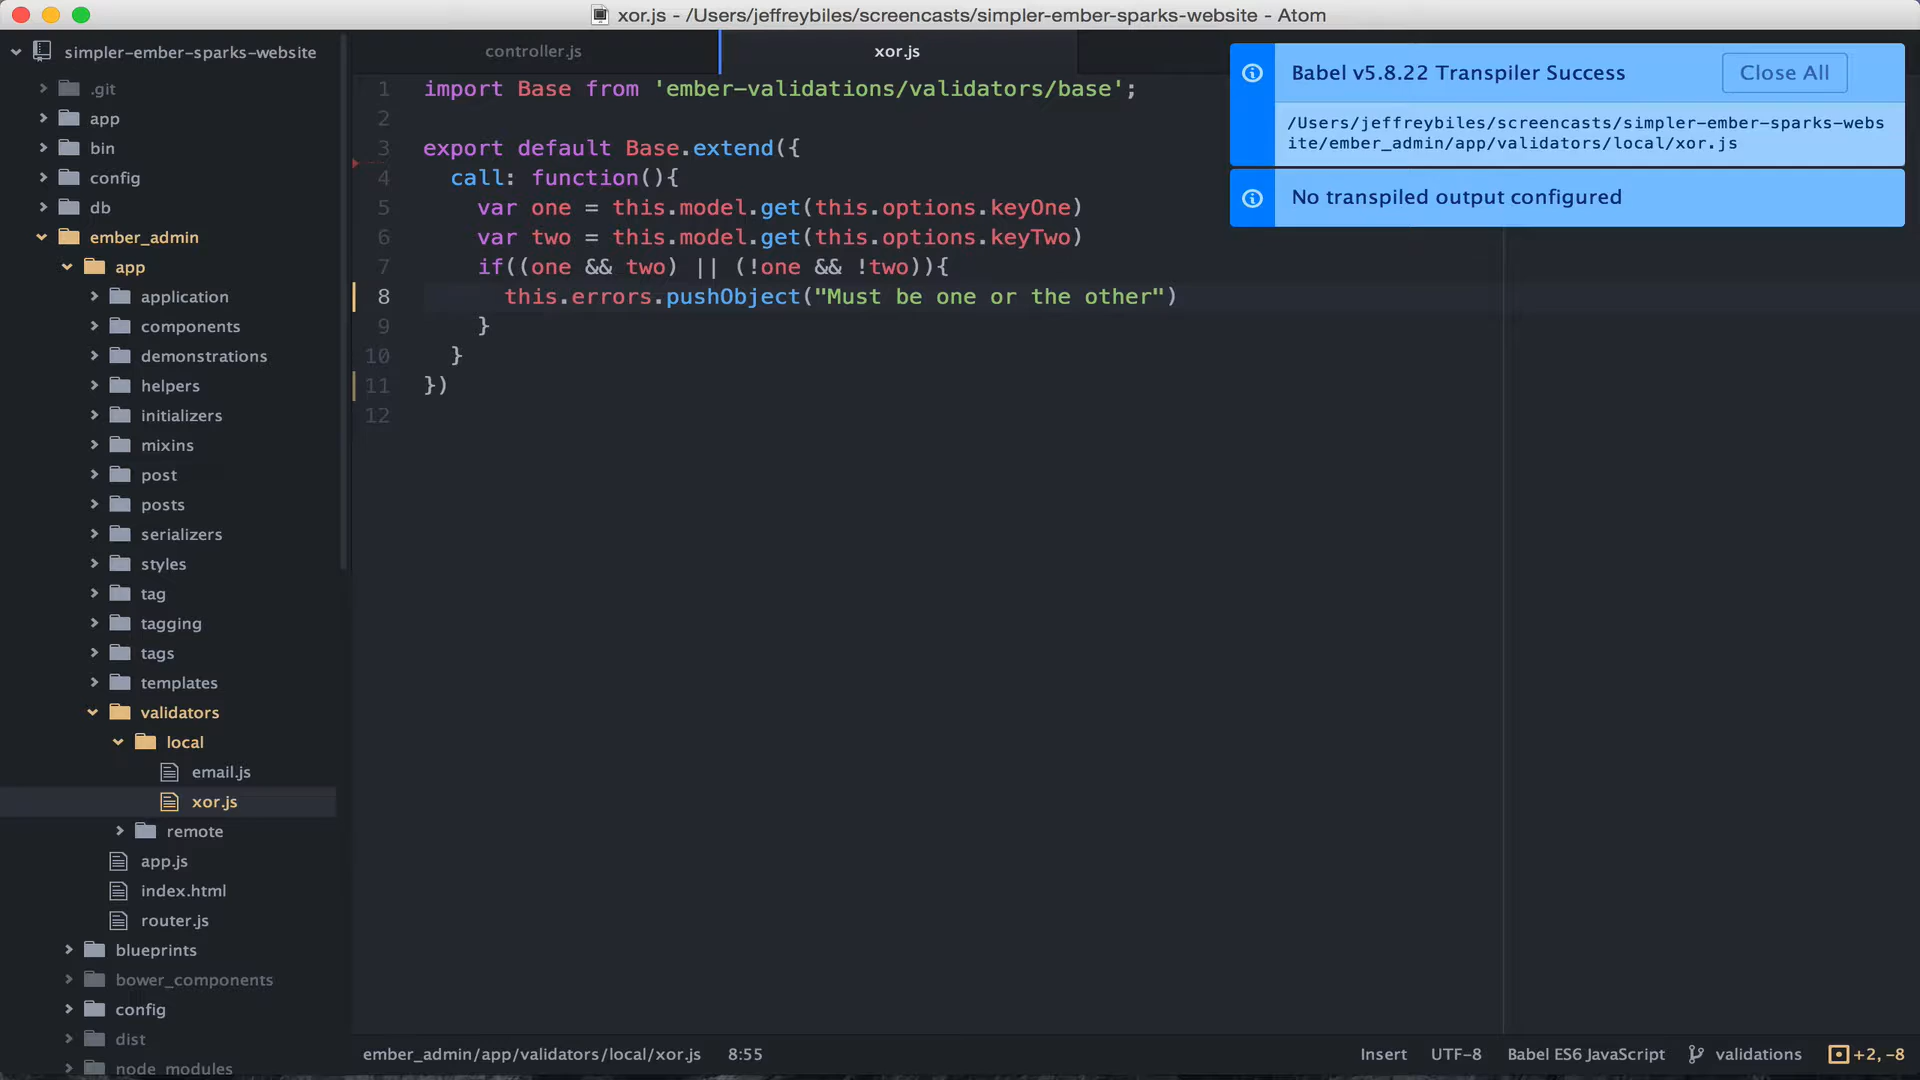 xor.js - /Users/jeffreybiles/screencasts/simpler-ember-sparks-website - Atom
simpler-ember-sparks-website
.git
app
bin
config
db
ember_admin
app
application
components
demonstrations
helpers
initializers
mixins
post
posts
serializers
styles
tag
tagging
tags
templates
validators
local
email.js
xor.js
remote
app.js
index.html
router.js
blueprints
bower_components
config
dist
node_modules
controller.js
xor.js
1 import Base from 'ember-validations/validators/base';
2
3 export default Base.extend({
4 call: function(){
5 var one = this.model.get(this.options.keyOne)
6 var two = this.model.get(this.options.keyTwo)
7 if((one && two) || (!one && !two)){
8 this.errors.pushObject("Must be one or the other")
9 }
10 }
11 })
12
Babel v5.8.22 Transpiler Success
Close All
/Users/jeffreybiles/screencasts/simpler-ember-sparks-webs
ite/ember_admin/app/validators/local/xor.js
No transpiled output configured
ember_admin/app/validators/local/xor.js 8:55
Insert UTF-8 Babel ES6 JavaScript validations +2, -8